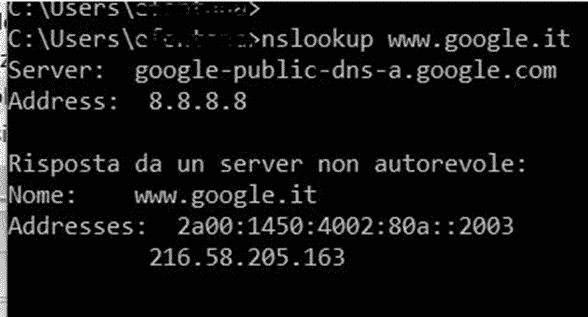 C:\Users\
C:\Users\>nslookup www.google.it
Server: google-public-dns-a.google.com
Address: 8.8.8.8
Risposta da un server non autorevole:
Nome: www.google.it
Addresses: 2a00:1450:4002:80a::2003
216.58.205.163